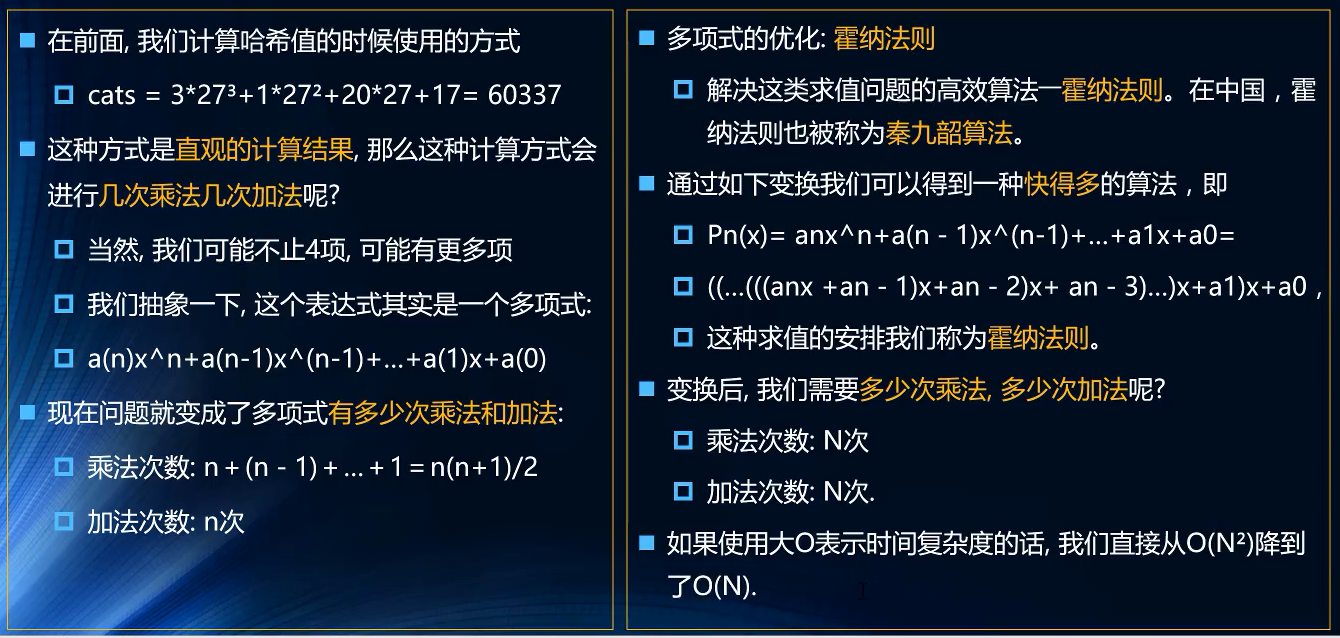 在前面, 我们计算哈希值的时候使用的方式
cats = 3*27³+1*27²+20*27+17= 60337
这种方式是直观的计算结果, 那么这种计算方式会
进行几次乘法几次加法呢?
当然, 我们可能不止4项, 可能有更多项
我们抽象一下, 这个表达式其实是一个多项式:
a(n)x^n+a(n-1)x^(n-1)+…+a(1)x+a(0)
现在问题就变成了多项式有多少次乘法和加法:
乘法次数: n＋(n－1)＋…＋1＝n(n+1)/2
加法次数: n次
多项式的优化: 霍纳法则
解决这类求值问题的高效算法―霍纳法则。在中国，霍
纳法则也被称为秦九韶算法。
通过如下变换我们可以得到一种快得多的算法，即
Pn(x)= anx^n+a(n－1)x^(n-1)+…+a1x+a0=
((…(((anx +an－1)x+an－2)x+ an－3)…)x+a1)x+a0，
这种求值的安排我们称为霍纳法则。
变换后, 我们需要多少次乘法, 多少次加法呢?
乘法次数: N次
加法次数: N次.
如果使用大O表示时间复杂度的话, 我们直接从O(N²)降到
了O(N).